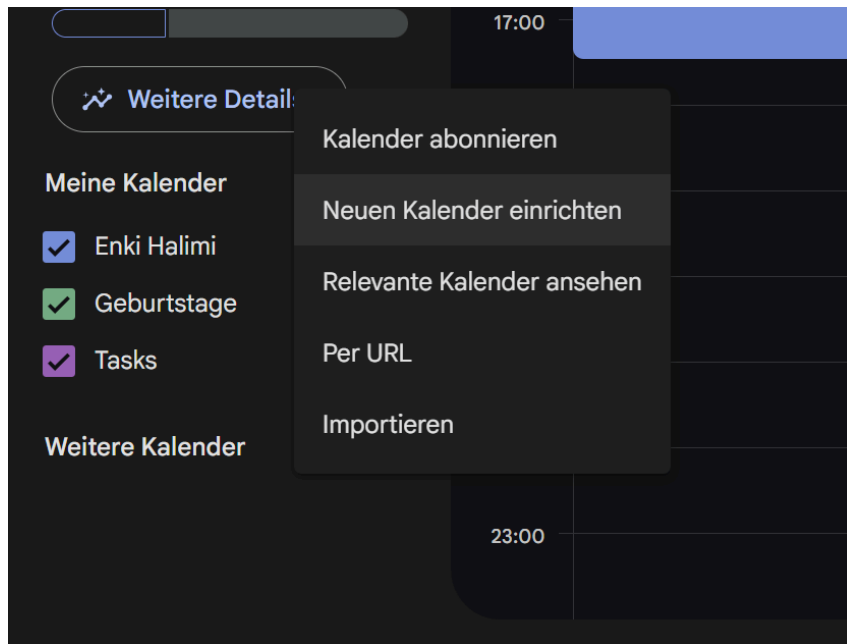 17:00
Weitere Detail
Kalender abonnieren
Meine Kalender
Neuen Kalender einrichten
Enki Halimi
Relevante Kalender ansehen
Geburtstage
Per URL
Tasks
Importieren
Weitere Kalender
23:00